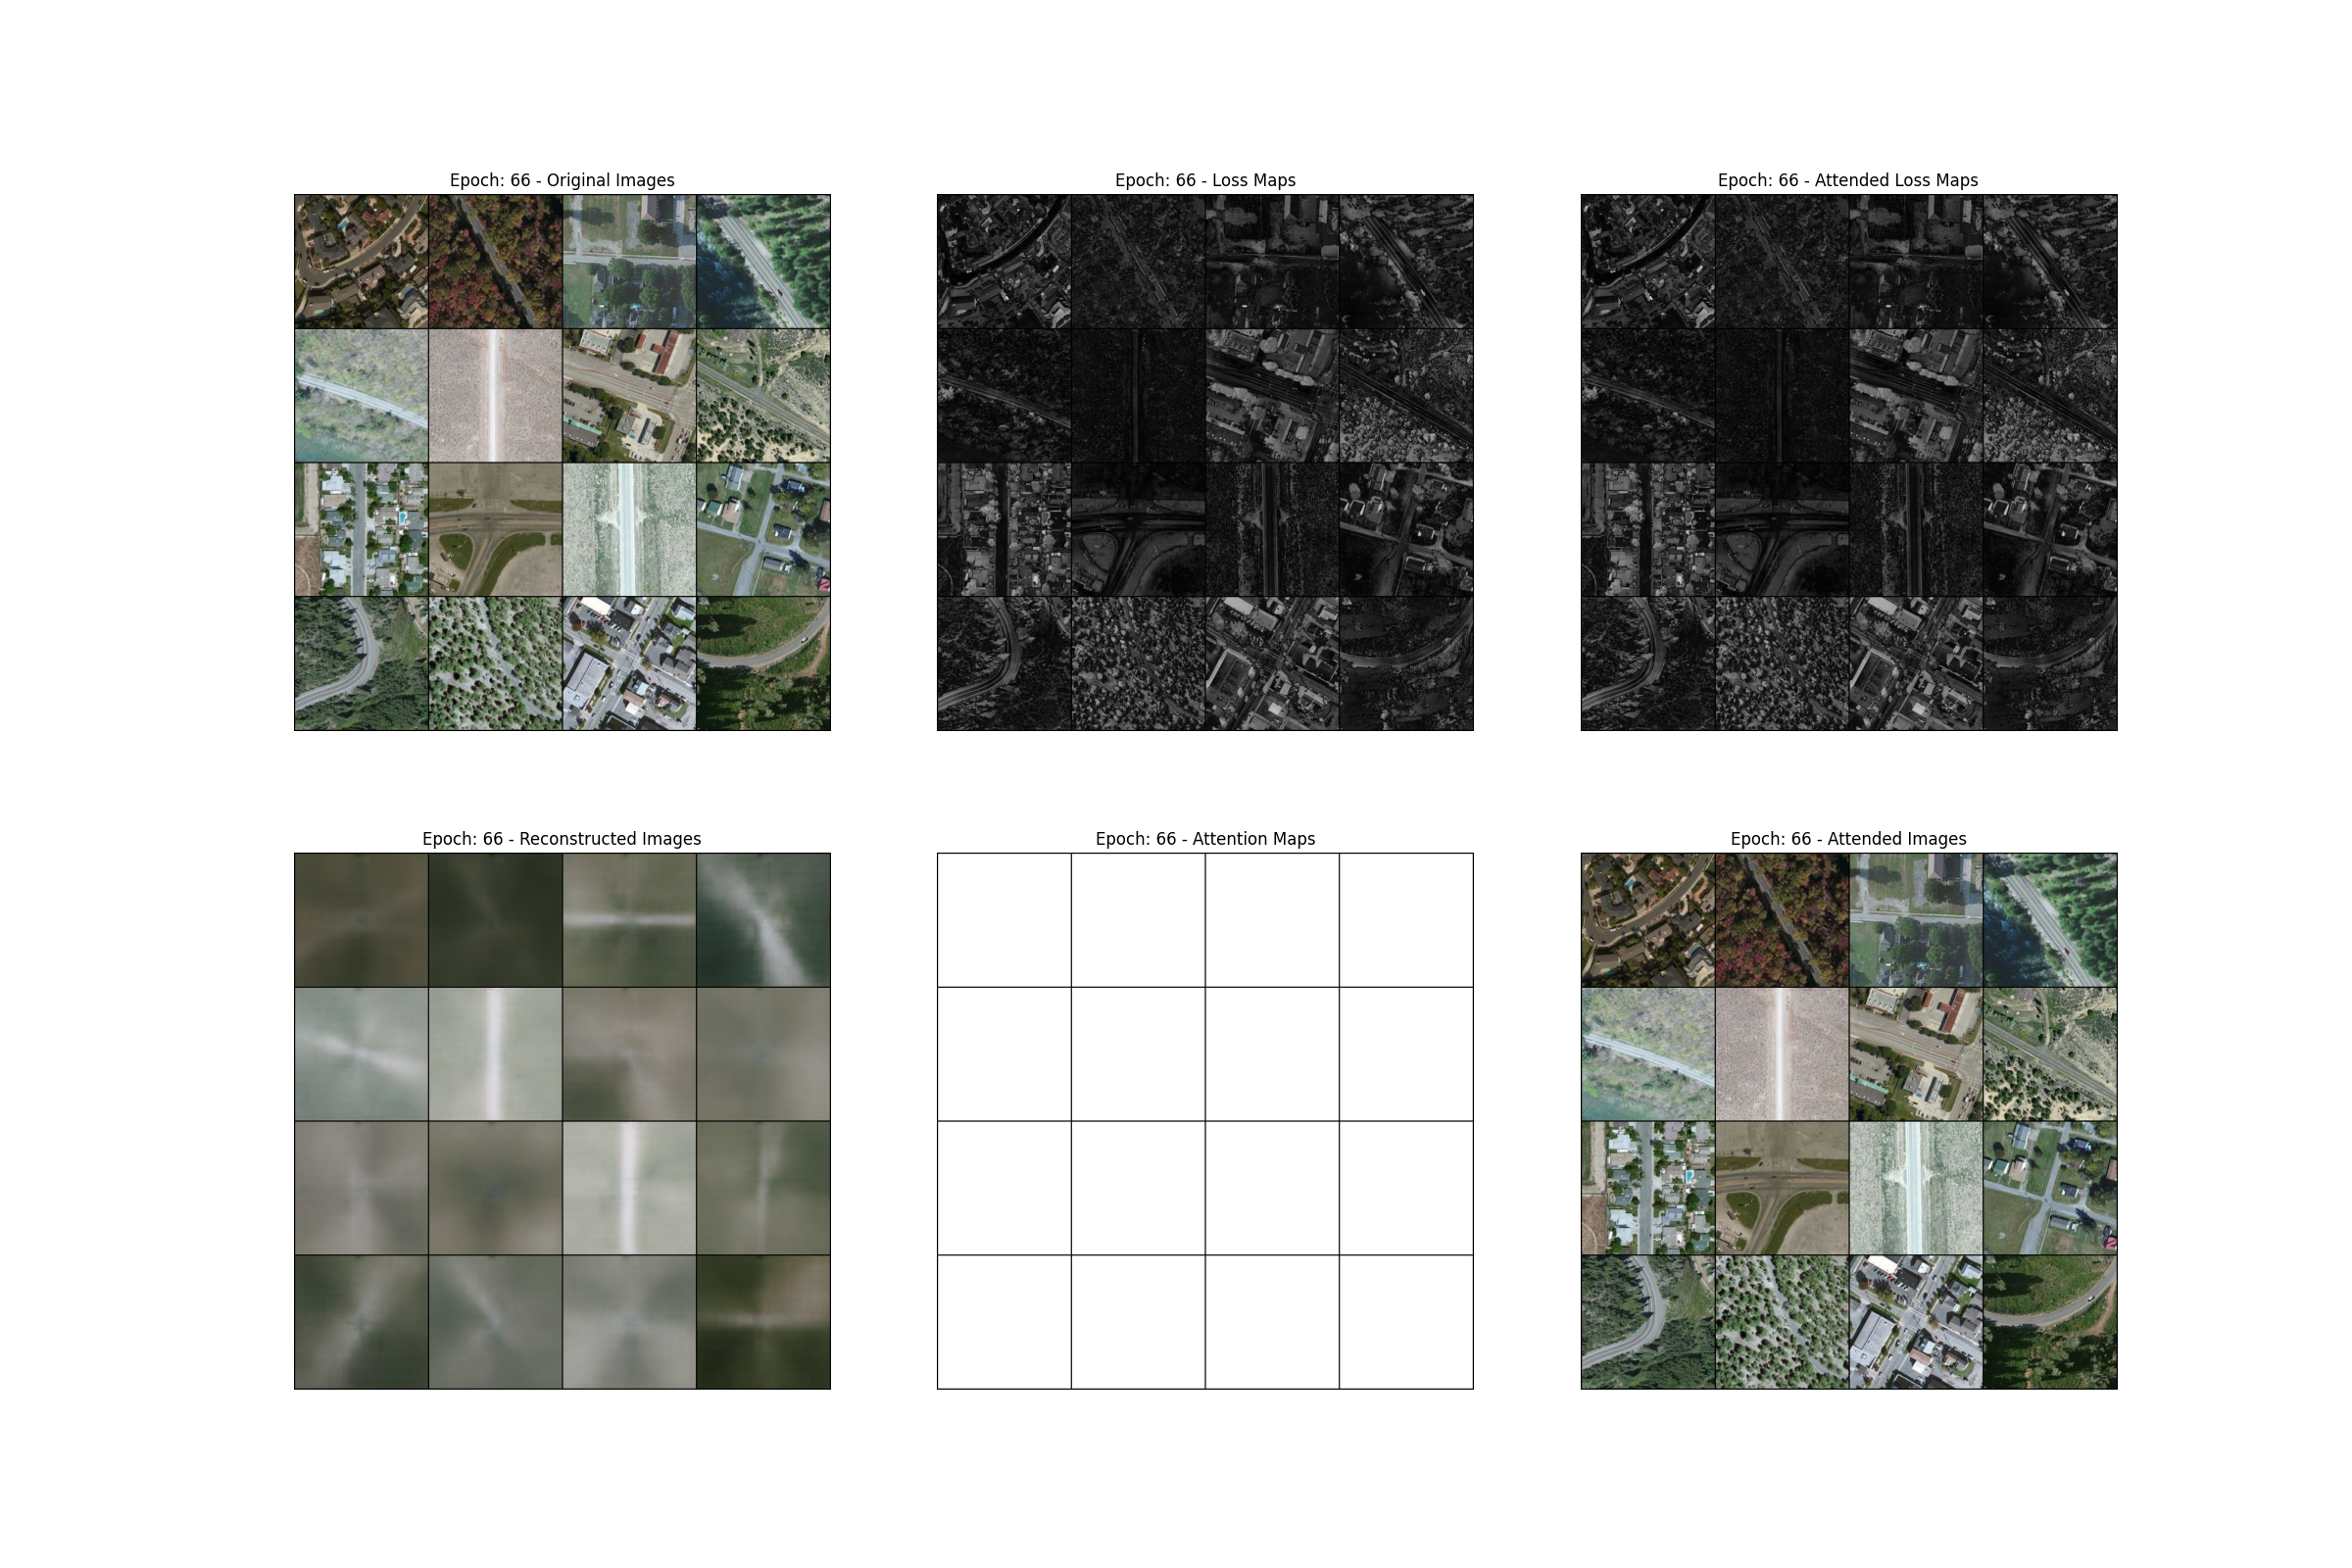 Epoch: 66 - Original Images
Epoch: 66 - Loss Maps
Epoch: 66 - Attended Loss Maps
Epoch: 66 - Reconstructed Images
Epoch: 66 - Attention Maps
Epoch: 66 - Attended Images